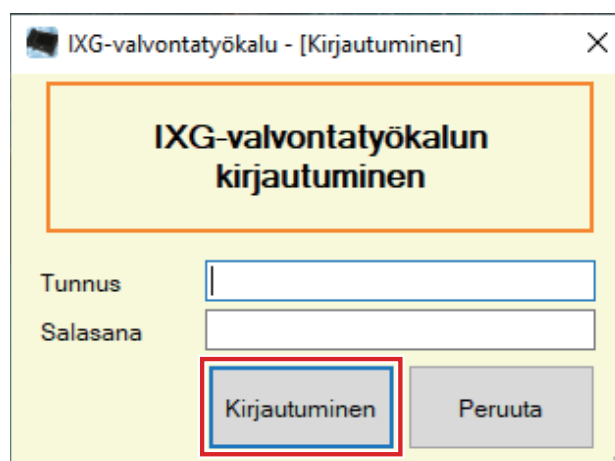 IXG-valvontatyökalu - [Kirjautuminen]
IXG-valvontatyökalun
kirjautuminen
Tunnus
Salasana
Kirjautuminen Peruuta